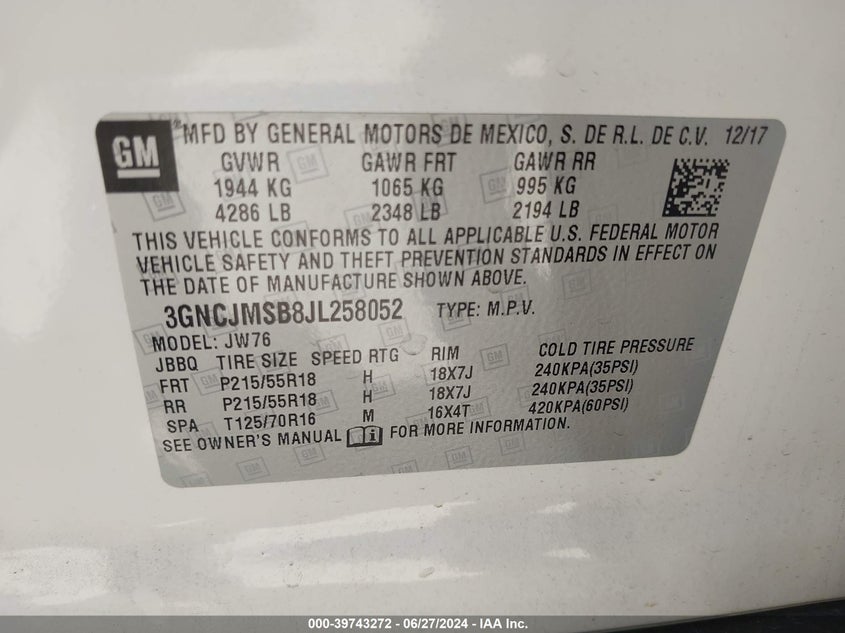 GM ® MFD BY GENERAL MOTORS DE MEXICO, S. DE R.L. DE C.V. 12/17
GVWR GAWR FRT GAWR RR
1944 KG 1065 KG 995 KG
4286 LB 2348 LB 2194 LB
THIS VEHICLE CONFORMS TO ALL APPLICABLE U.S. FEDERAL MOTOR
VEHICLE SAFETY AND THEFT PREVENTION STANDARDS IN EFFECT ON
THE DATE OF MANUFACTURE SHOWN ABOVE.
3GNCJMSB8JL258052 TYPE: M.P.V.
MODEL: JW76
JBBQ TIRE SIZE SPEED RTG RIM COLD TIRE PRESSURE
FRT P215/55R18 H 18X7J 240KPA(35PSI)
RR P215/55R18 H 18X7J 240KPA(35PSI)
SPA T125/70R16 M 16X4T 420KPA(60PSI)
SEE OWNER'S MANUAL FOR MORE INFORMATION.
000-39743272 - 06/27/2024 - IAA Inc.